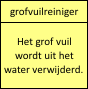 grofvuilreiniger
Het grof vuil
wordt uit het
water verwijderd.